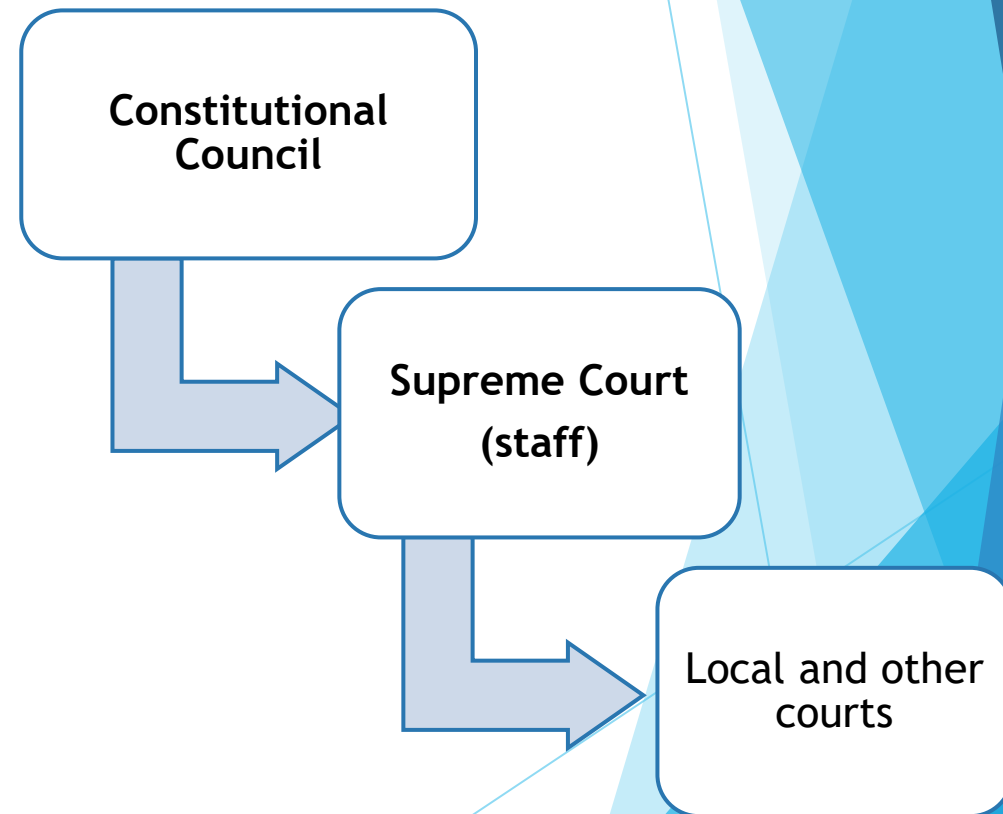 Constitutional
Council
Supreme Court
(staff)
Local and other
courts